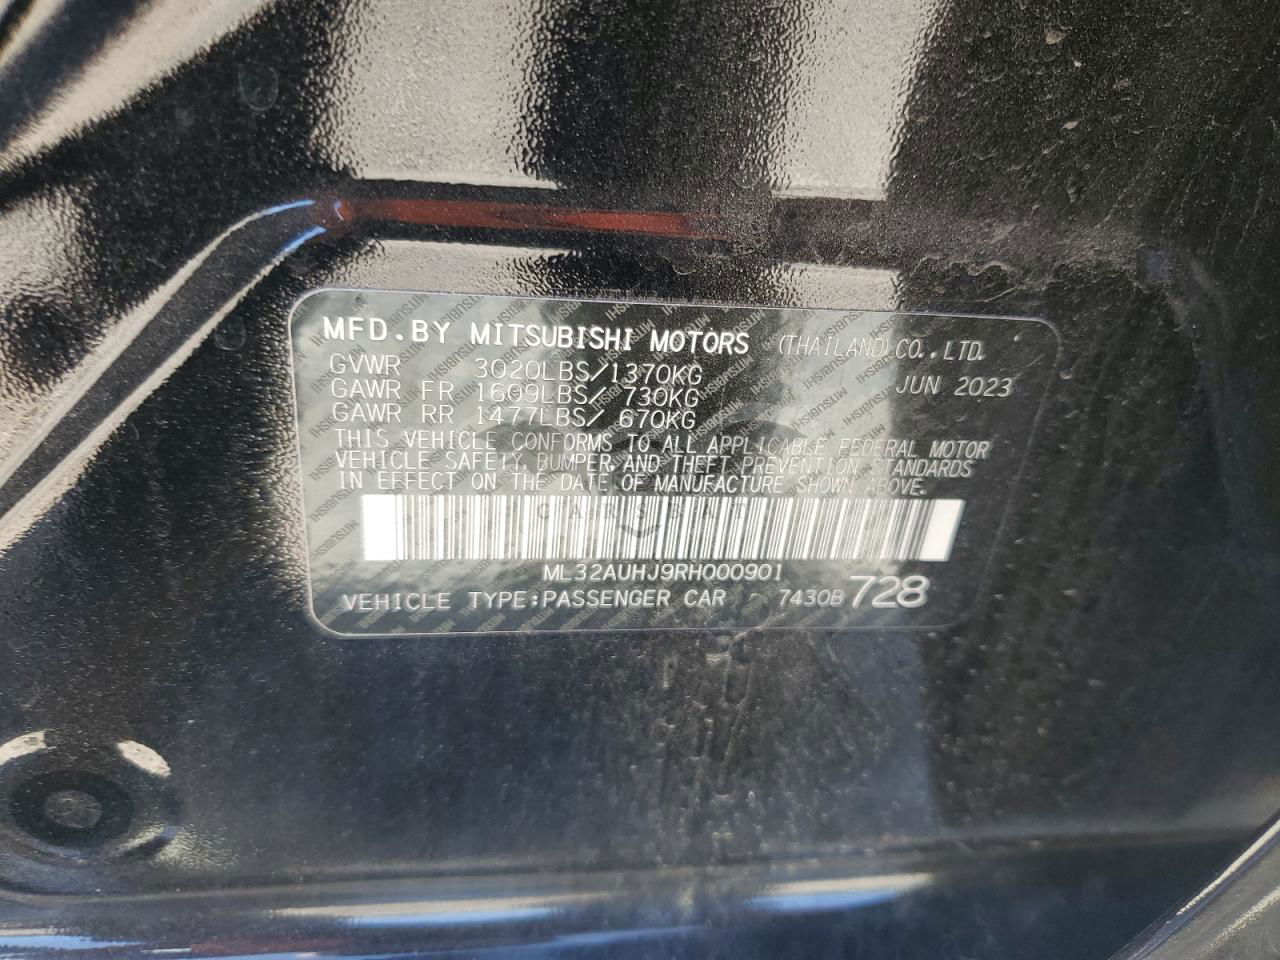 MFD. BY MITSUBISHI MOTORS (THAILAND) CO., LTD.
GVWR 3020LBS/1370KG JUN 2023
GAWR FR 1609LBS/ 730KG
GAWR RR 1477LBS/ 670KG
THIS VEHICLE CONFORMS TO ALL APPLICABLE FEDERAL MOTOR
VEHICLE SAFETY, BUMPER, AND THEFT PREVENTION STANDARDS
IN EFFECT ON THE DATE OF MANUFACTURE SHOWN ABOVE.
ML32AUHJ9RH000901
VEHICLE TYPE:PASSENGER CAR 7430B 728